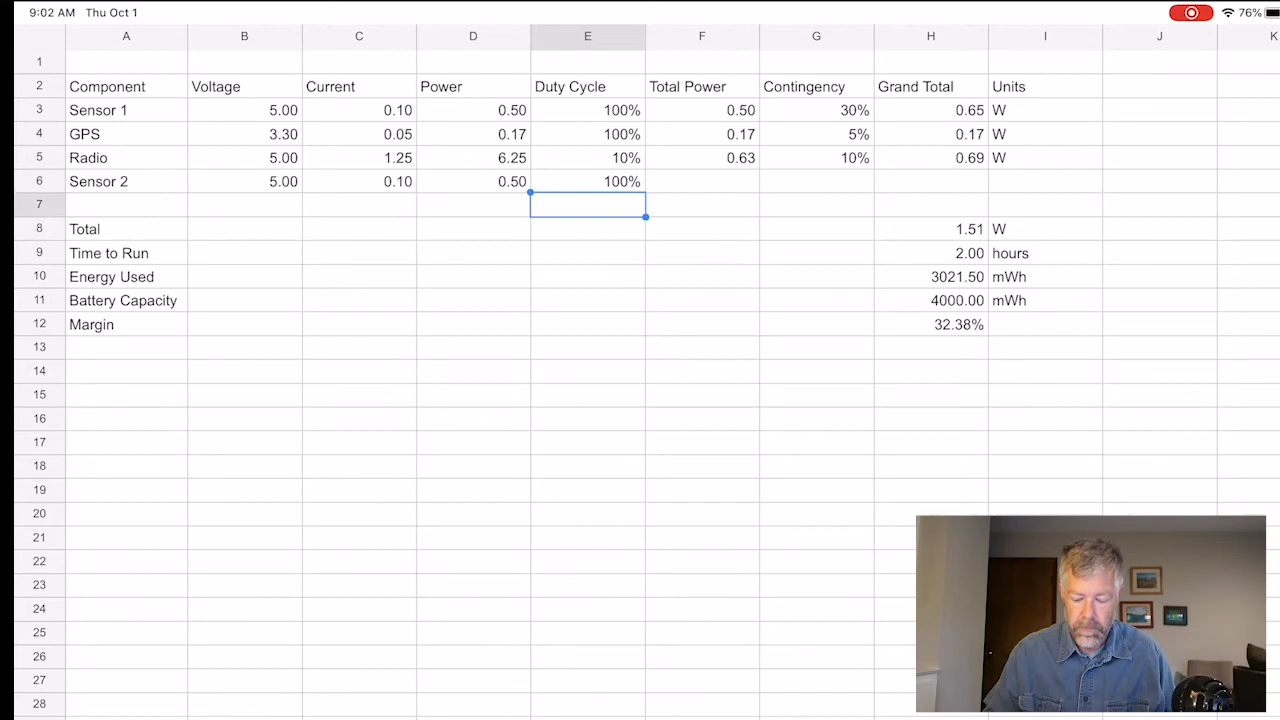 9:02 AM Thu Oct 1 76%
A B C D E F G H I J K
1
2 Component Voltage Current Power Duty Cycle Total Power Contingency Grand Total Units
3 Sensor 1 5.00 0.10 0.50 100% 0.50 30% 0.65 W
4 GPS 3.30 0.05 0.17 100% 0.17 5% 0.17 W
5 Radio 5.00 1.25 6.25 10% 0.63 10% 0.69 W
6 Sensor 2 5.00 0.10 0.50 100%
7
8 Total 1.51 W
9 Time to Run 2.00 hours
10 Energy Used 3021.50 mWh
11 Battery Capacity 4000.00 mWh
12 Margin 32.38%
13
14
15
16
17
18
19
20
21
22
23
24
25
26
27
28